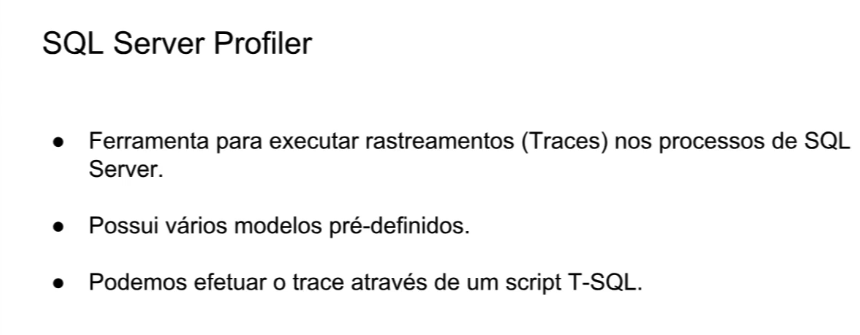 SQL Server Profiler
● Ferramenta para executar rastreamentos (Traces) nos processos de SQL
Server.
● Possui vários modelos pré-definidos.
● Podemos efetuar o trace através de um script T-SQL.